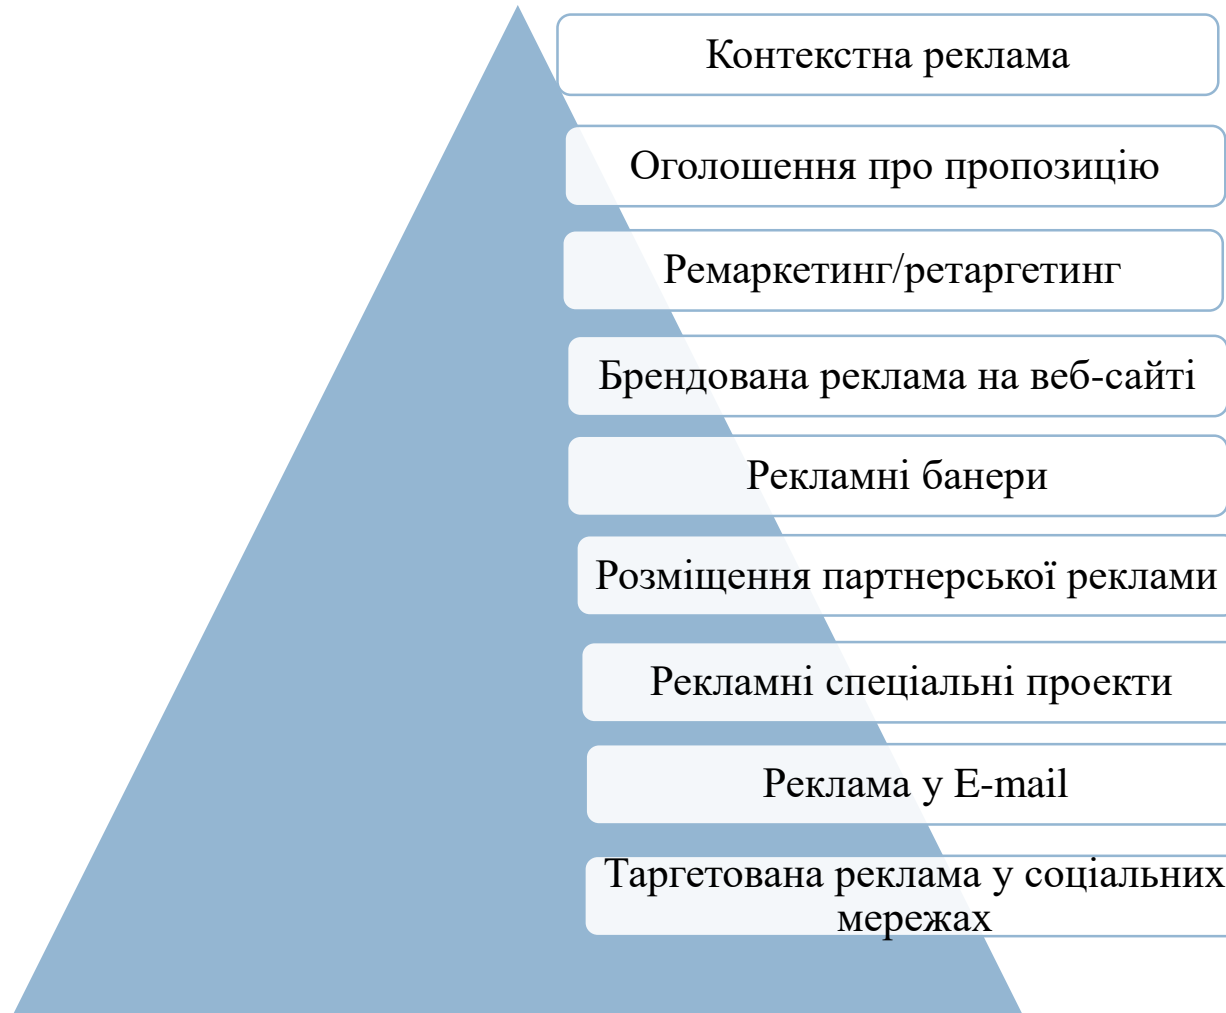 Контекстна реклама
Оголошення про пропозицію
Ремаркетинг/ретаргетинг
Брендована реклама на веб-сайті
Рекламні банери
Розміщення партнерської реклами
Рекламні спеціальні проекти
Реклама у E-mail
Таргетована реклама у соціальних
мережах